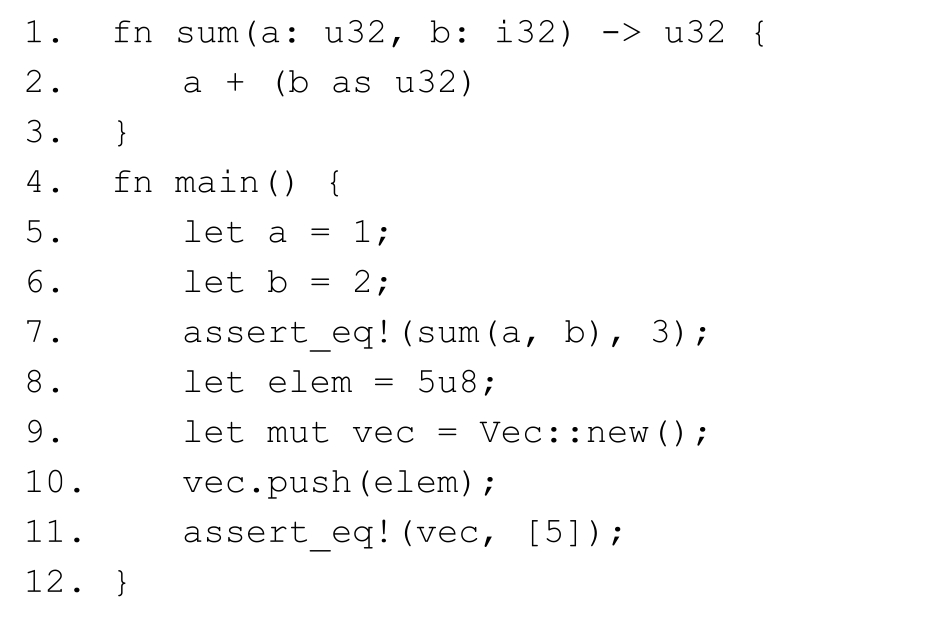 1. fn sum(a: u32, b: i32) -> u32 {
2. a + (b as u32)
3. }
4. fn main() {
5. let a = 1;
6. let b = 2;
7. assert_eq!(sum(a, b), 3);
8. let elem = 5u8;
9. let mut vec = Vec::new();
10. vec.push(elem);
11. assert_eq!(vec, [5]);
12. }